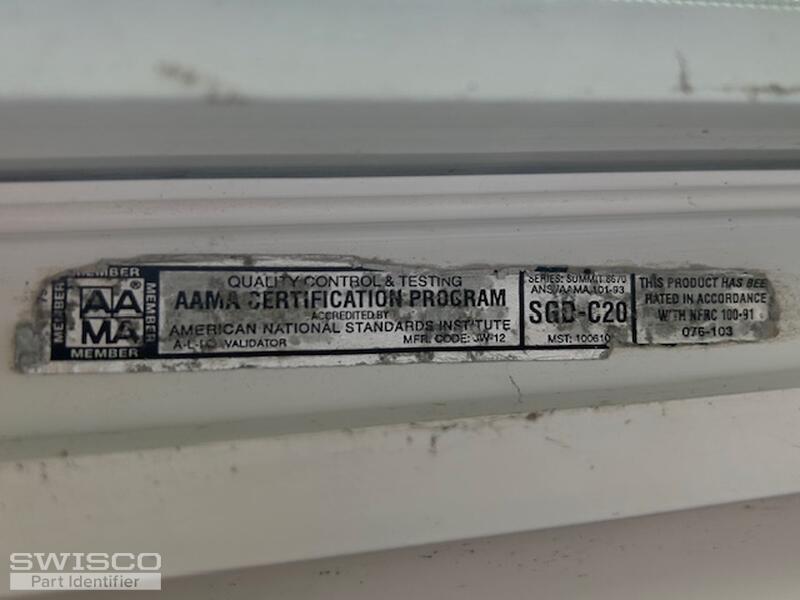 MEMBER
MEMBER
AA
MA
MEMBER
MEMBER
QUALITY CONTROL & TESTING
AAMA CERTIFICATION PROGRAM
ACCREDITED BY
AMERICAN NATIONAL STANDARDS INSTITUTE
VALIDATOR
MFR. CODE: JW-12
SERIES: SUMMIT 8670
ANSI/AAMA 101-93
SGD-C20
MST: 100610
THIS PRODUCT HAS BEE
RATED IN ACCORDANCE
WITH NFRC 100-91
076-103
SWISCO
Part Identifier